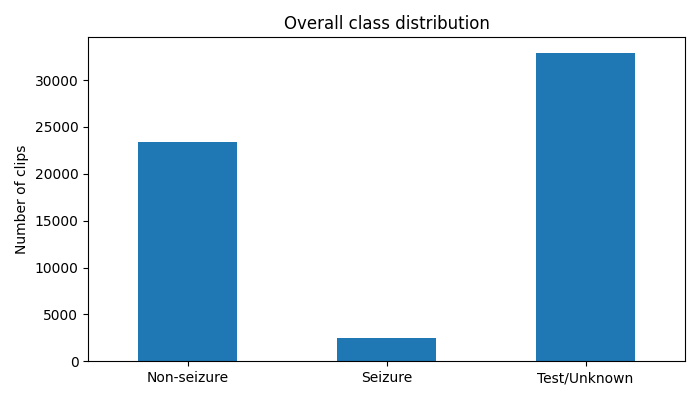 Overall class distribution
Number of clips
30000
25000
20000
15000
10000
5000
0
Non-seizure
Seizure
Test/Unknown